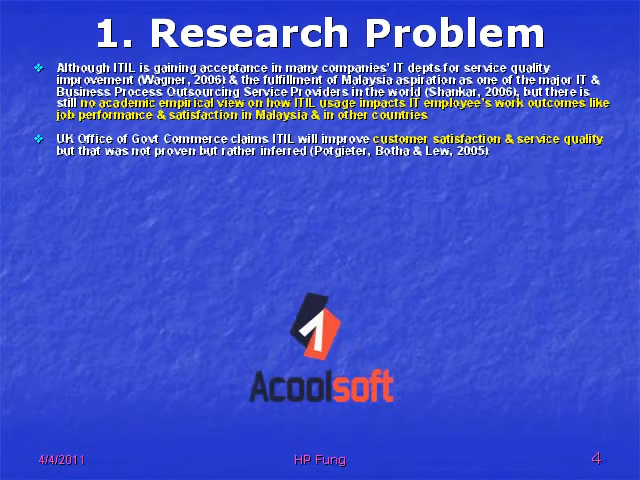 1. Research Problem
Although ITIL is gaining acceptance in many companies' IT depts for service quality
improvement (Wagner, 2006) & the fulfillment of Malaysia aspiration as one of the major IT &
Business Process Outsourcing Service Providers in the world (Shankar, 2006), but there is
still no academic empirical view on how ITIL usage impacts IT employee's work outcomes like
job performance & satisfaction in Malaysia & in other countries
UK Office of Govt Commerce claims ITIL will improve customer satisfaction & service quality
but that was not proven but rather inferred (Potgieter, Botha & Lew, 2005)
Acoolsoft
4/4/2011
HP Fung
4